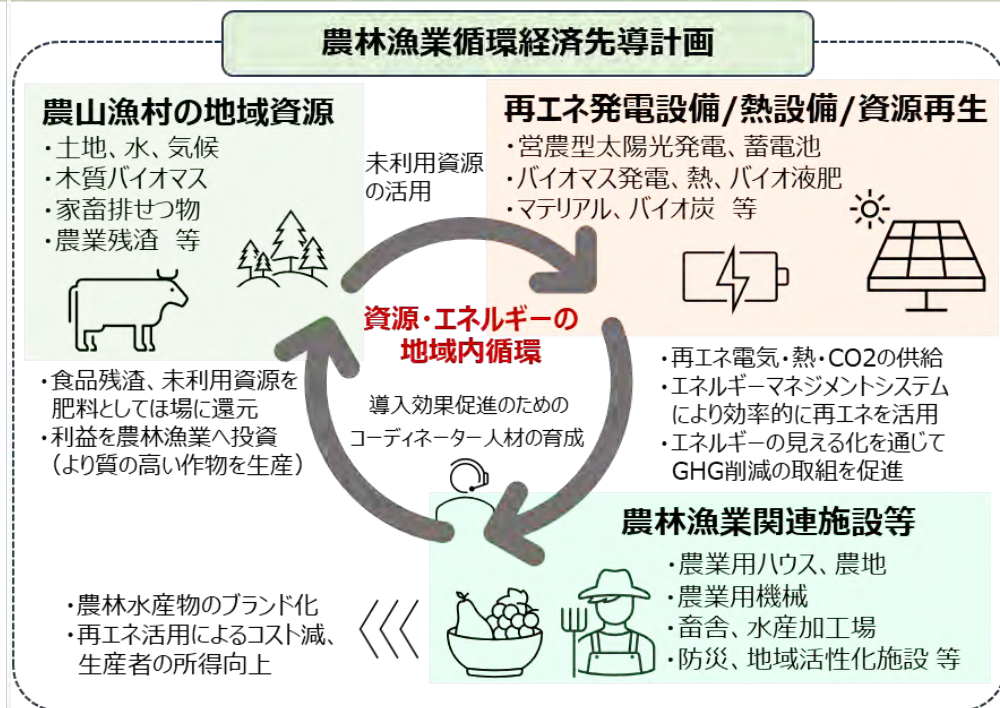 農林漁業循環経済先導計画
農山漁村の地域資源
・土地、水、気候
・木質バイオマス
・家畜排せつ物
・農業残渣 等
未利用資源
の活用
再エネ発電設備/熱設備/資源再生
・営農型太陽光発電、蓄電池
・バイオマス発電、熱、バイオ液肥
・マテリアル、バイオ炭 等
資源・エネルギーの
地域内循環
導入効果促進のための
コーディネーター人材の育成
・食品残渣、未利用資源を
肥料としてほ場に還元
・利益を農林漁業へ投資
（より質の高い作物を生産）
・再エネ電気・熱・CO2の供給
・エネルギーマネジメントシステム
により効率的に再エネを活用
・エネルギーの見える化を通じて
GHG削減の取組を促進
農林漁業関連施設等
・農業用ハウス、農地
・農業用機械
・畜舎、水産加工場
・防災、地域活性化施設 等
・農林水産物のブランド化
・再エネ活用によるコスト減、
生産者の所得向上